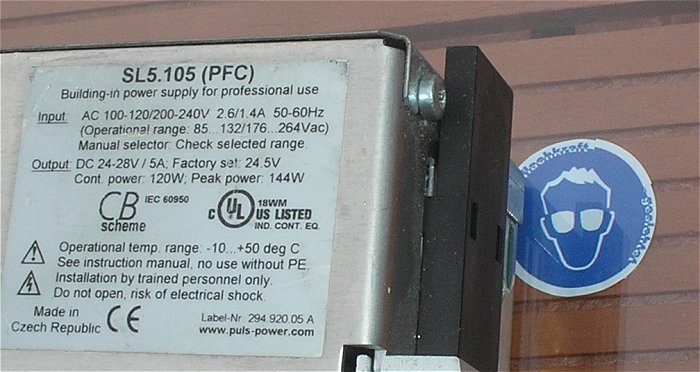 SL5.105 (PFC)
Building-in power supply for professional use
Input: AC 100-120/200-240V 2.6/1.4A 50-60Hz
(Operational range: 85...132/176...264Vac)
Manual selector: Check selected range.
Output: DC 24-28V / 5A; Factory set: 24.5V
Cont. power: 120W; Peak power: 144W
CB
scheme
IEC 60950
c UL US LISTED
18WM
IND. CONT. EQ.
Operational temp. range: -10...+50 deg C
See instruction manual, no use without PE.
Installation by trained personnel only.
Do not open, risk of electrical shock.
Made in
Czech Republic
CE
Label-Nr 294.920.05 A
www.puls-power.com